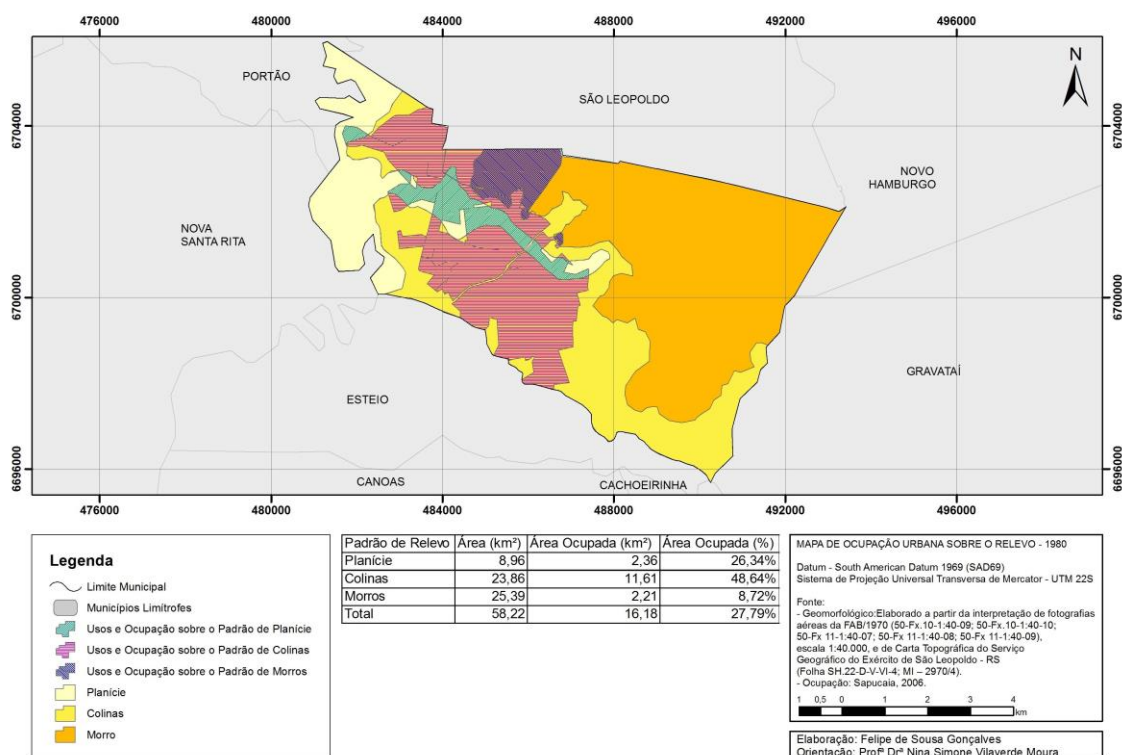 476000 480000 484000 488000 492000 496000
N
PORTÃO
SÃO LEOPOLDO
6704000 6704000
NOVO
HAMBURGO
NOVA
SANTA RITA
6700000 6700000
GRAVATAÍ
ESTEIO
6696000 6696000
CANOAS
CACHOEIRINHA
476000 480000 484000 488000 492000 496000
Legenda
Limite Municipal
Municípios Limítrofes
Usos e Ocupação sobre o Padrão de Planície
Usos e Ocupação sobre o Padrão de Colinas
Usos e Ocupação sobre o Padrão de Morros
Planície
Colinas
Morro
Padrão de Relevo Área (km²) Área Ocupada (km²) Área Ocupada (%)
Planície 8,96 2,36 26,34%
Colinas 23,86 11,61 48,64%
Morros 25,39 2,21 8,72%
Total 58,22 16,18 27,79%
MAPA DE OCUPAÇÃO URBANA SOBRE O RELEVO - 1980
Datum - South American Datum 1969 (SAD69)
Sistema de Projeção Universal Transversa de Mercator - UTM 22S
Fonte:
- Geomorfológico:Elaborado a partir da interpretação de fotografias
aéreas da FAB/1970 (50-Fx.10-1:40-09; 50-Fx.10-1:40-10;
50-Fx 11-1:40-07; 50-Fx 11-1:40-08; 50-Fx 11-1:40-09),
escala 1:40.000, e de Carta Topográfica do Serviço
Geográfico do Exército de São Leopoldo - RS
(Folha SH.22-D-V-VI-4; MI – 2970/4).
- Ocupação: Sapucaia, 2006.
1 0,5 0 1 2 3 4
km
Elaboração: Felipe de Sousa Gonçalves
Orientação: Profª Drª Nina Simone Vilaverde Moura